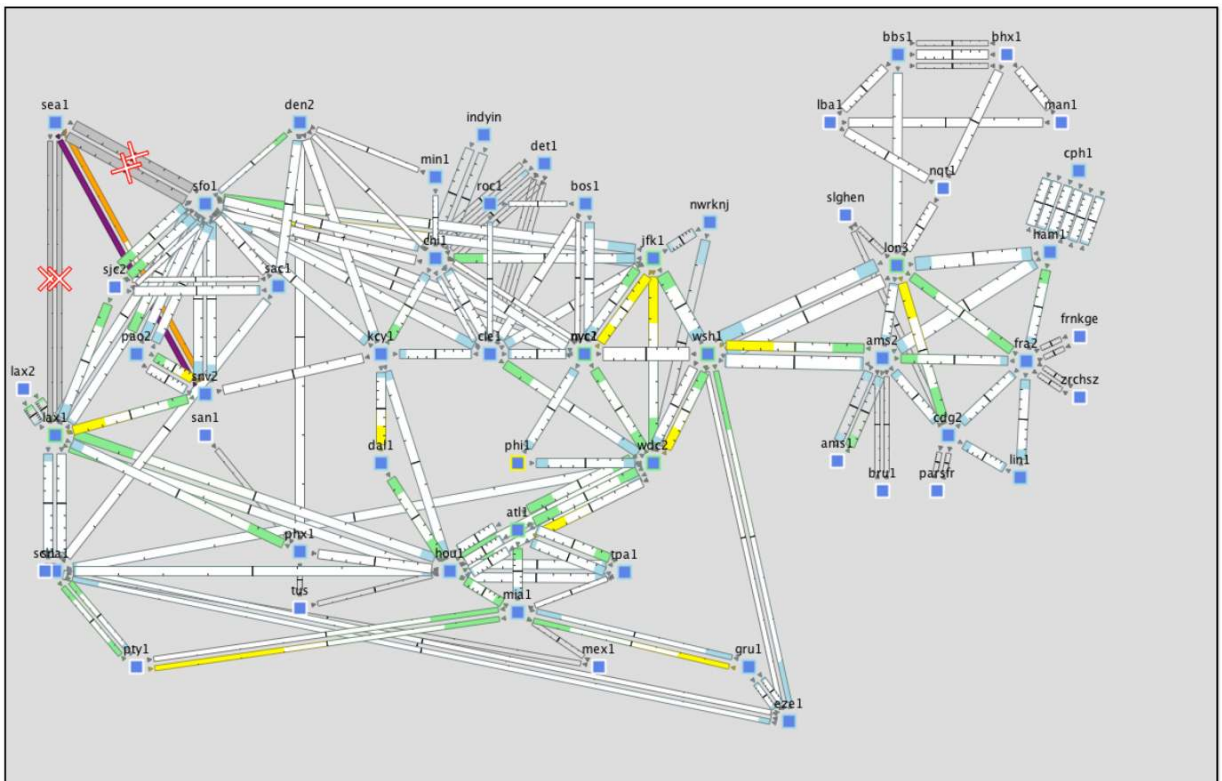 bbs1
bhx1
sea1
den2
indyin
lba1
man1
det1
min1
cph1
sfo1
roc1
bos1
nqt1
nwrknj
slghen
chi1
jfk1
lon3
ham1
sjc2
sac1
paq2
kcy1
cle1
nyc1
wsh1
ams2
fra2
frnkge
lax2
snv2
zrchsz
lax1
san1
cdg2
dal1
phi1
wdc2
ams1
bru1
parsfr
lin1
atl1
phx1
hou1
tpa1
tus
mia1
pty1
mex1
gru1
eze1